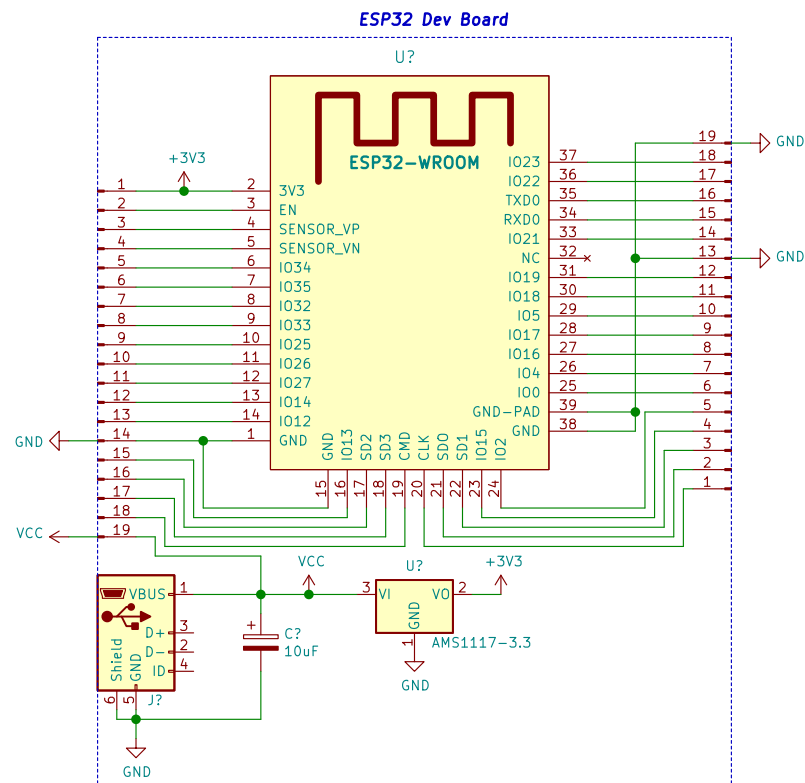 ESP32 Dev Board
U?
ESP32-WROOM
+3V3
1 2 3V3
2 3 EN
3 4 SENSOR_VP
4 5 SENSOR_VN
5 6 IO34
6 7 IO35
7 8 IO32
8 9 IO33
9 10 IO25
10 11 IO26
11 12 IO27
12 13 IO14
13 14 IO12
GND 14 1 GND
15
16
17
18
VCC 19
19 GND
IO23 37 18
IO22 36 17
TXD0 35 16
RXD0 34 15
IO21 33 14
NC 32 13 GND
IO19 31 12
IO18 30 11
IO5 29 10
IO17 28 9
IO16 27 8
IO4 26 7
IO0 25 6
GND-PAD 39 5
GND 38 4
3
2
1
GND IO13 SD2 SD3 CMD CLK SDO SD1 IO15 IO2
15 16 17 18 19 20 21 22 23 24
VBUS 1
D+ 3
D- 2
ID 4
Shield GND
6 5
J?
GND
VCC
+
C?
10uF
U?
3 VI VO 2
GND
1
AMS1117-3.3
GND
+3V3